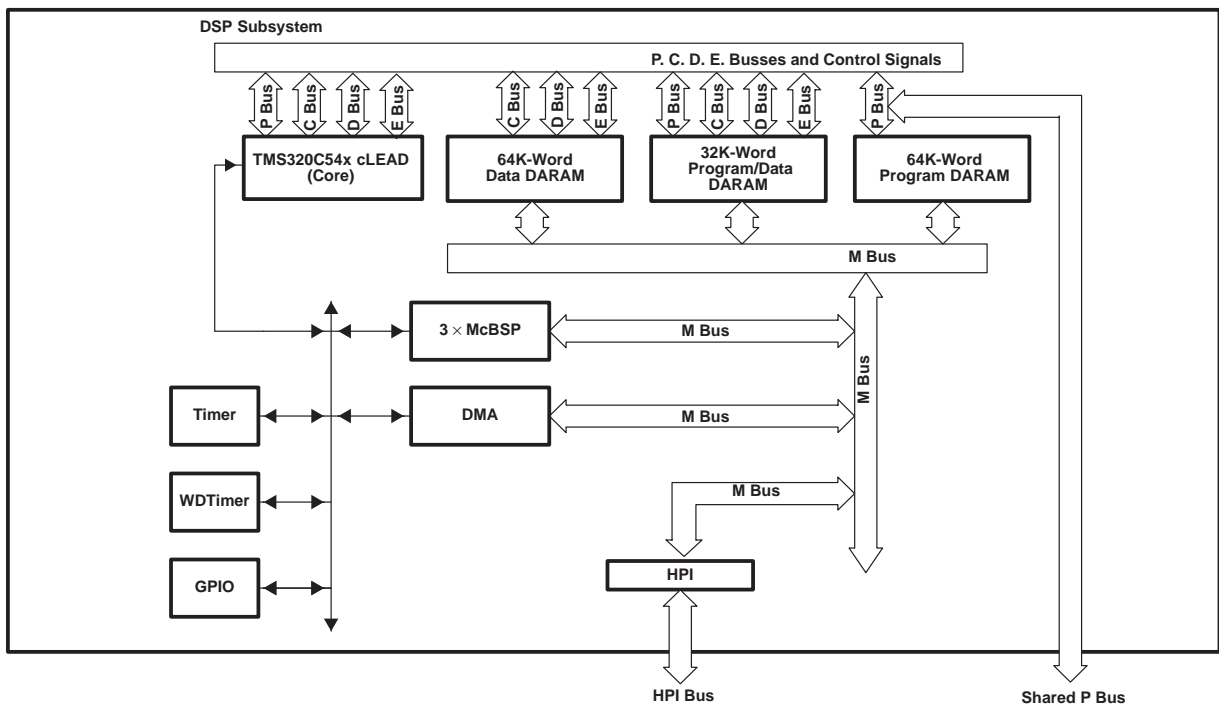 DSP Subsystem
P. C. D. E. Busses and Control Signals
P Bus
C Bus
D Bus
E Bus
C Bus
D Bus
E Bus
P Bus
C Bus
D Bus
E Bus
P Bus
TMS320C54x cLEAD
(Core)
64K-Word
Data DARAM
32K-Word
Program/Data
DARAM
64K-Word
Program DARAM
M Bus
3 × McBSP
M Bus
M Bus
Timer
DMA
M Bus
WDTimer
M Bus
GPIO
HPI
HPI Bus
Shared P Bus